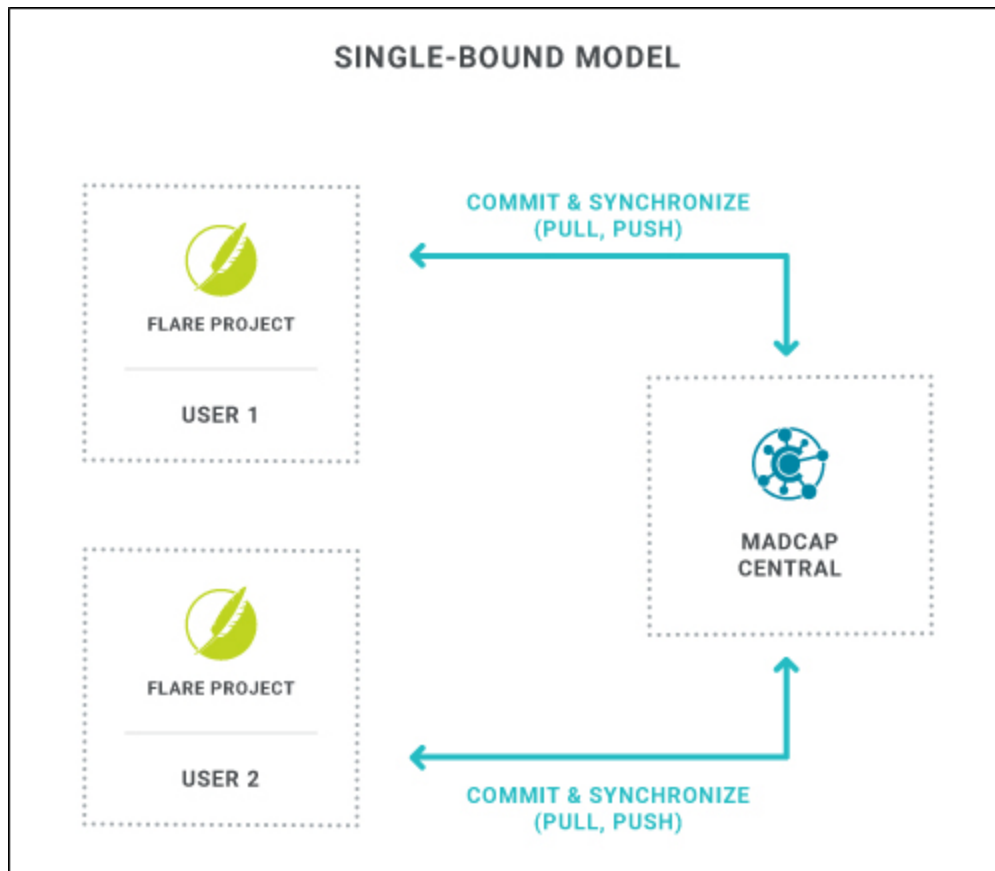 SINGLE-BOUND MODEL
COMMIT & SYNCHRONIZE
(PULL, PUSH)
FLARE PROJECT
USER 1
MADCAP
CENTRAL
FLARE PROJECT
USER 2
COMMIT & SYNCHRONIZE
(PULL, PUSH)